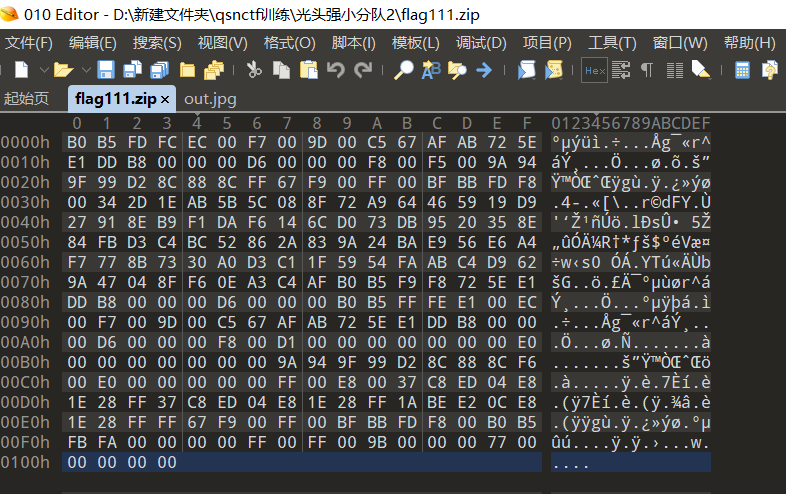 010 Editor - D:\新建文件夹\qsnctf训练\光头强小分队2\flag111.zip
文件(F) 编辑(E) 搜索(S) 视图(V) 格式(O) 脚本(I) 模板(L) 调试(D) 项目(P) 工具(T) 窗口(W) 帮助(H)
Hex
起始页 flag111.zip × out.jpg
0 1 2 3 4 5 6 7 8 9 A B C D E F 0123456789ABCDEF
0000h B0 B5 FD FC EC 00 F7 00 9D 00 C5 67 AF AB 72 5E °µýüì.÷...Åg¯«r^
0010h E1 DD B8 00 00 00 D6 00 00 00 F8 00 F5 00 9A 94 áÝ¸...Ö...ø.õ.š”
0020h 9F 99 D2 8C 88 8C FF 67 F9 00 FF 00 BF BB FD F8 Ÿ™ÒŒˆŒÿgù.ÿ.¿»ýø
0030h 00 34 2D 1E AB 5B 5C 08 8F 72 A9 64 46 59 19 D9 .4-.«[\..r©dFY.Ù
0040h 27 91 8E B9 F1 DA F6 14 6C D0 73 DB 95 20 35 8E '‘Ž¹ñÚö.lÐsÛ• 5Ž
0050h 84 FB D3 C4 BC 52 86 2A 83 9A 24 BA E9 56 E6 A4 „ûÓÄ¼R†*ƒš$ºéVæ¤
0060h F7 77 8B 73 30 A0 D3 C1 1F 59 54 FA AB C4 D9 62 ÷w‹s0 ÓÁ.YTú«ÄÙb
0070h 9A 47 04 8F F6 0E A3 C4 AF B0 B5 F9 F8 72 5E E1 šG..ö.£Ä¯°µùør^á
0080h DD B8 00 00 00 D6 00 00 00 B0 B5 FF FE E1 00 EC Ý¸...Ö...°µÿþá.ì
0090h 00 F7 00 9D 00 C5 67 AF AB 72 5E E1 DD B8 00 00 .÷...Åg¯«r^áÝ¸..
00A0h 00 D6 00 00 00 F8 00 D1 00 00 00 00 00 00 00 E0 .Ö...ø.Ñ.......à
00B0h 00 00 00 00 00 00 00 9A 94 9F 99 D2 8C 88 8C F6 .......š”Ÿ™ÒŒˆŒö
00C0h 00 E0 00 00 00 00 FF 00 E8 00 37 C8 ED 04 E8 .à....ÿ.è.7Èí.è
00D0h 1E 28 FF 37 C8 ED 04 E8 1E 28 FF 1A BE E2 0C E8 .(ÿ7Èí.è.(ÿ.¾â.è
00E0h 1E 28 FF FF 67 F9 00 FF 00 BF BB FD F8 00 B0 B5 .(ÿÿgù.ÿ.¿»ýø.°µ
00F0h FB FA 00 00 00 00 FF 00 FF 00 9B 00 00 00 77 00 ûú....ÿ.ÿ.›...w.
0100h 00 00 00 00 ....